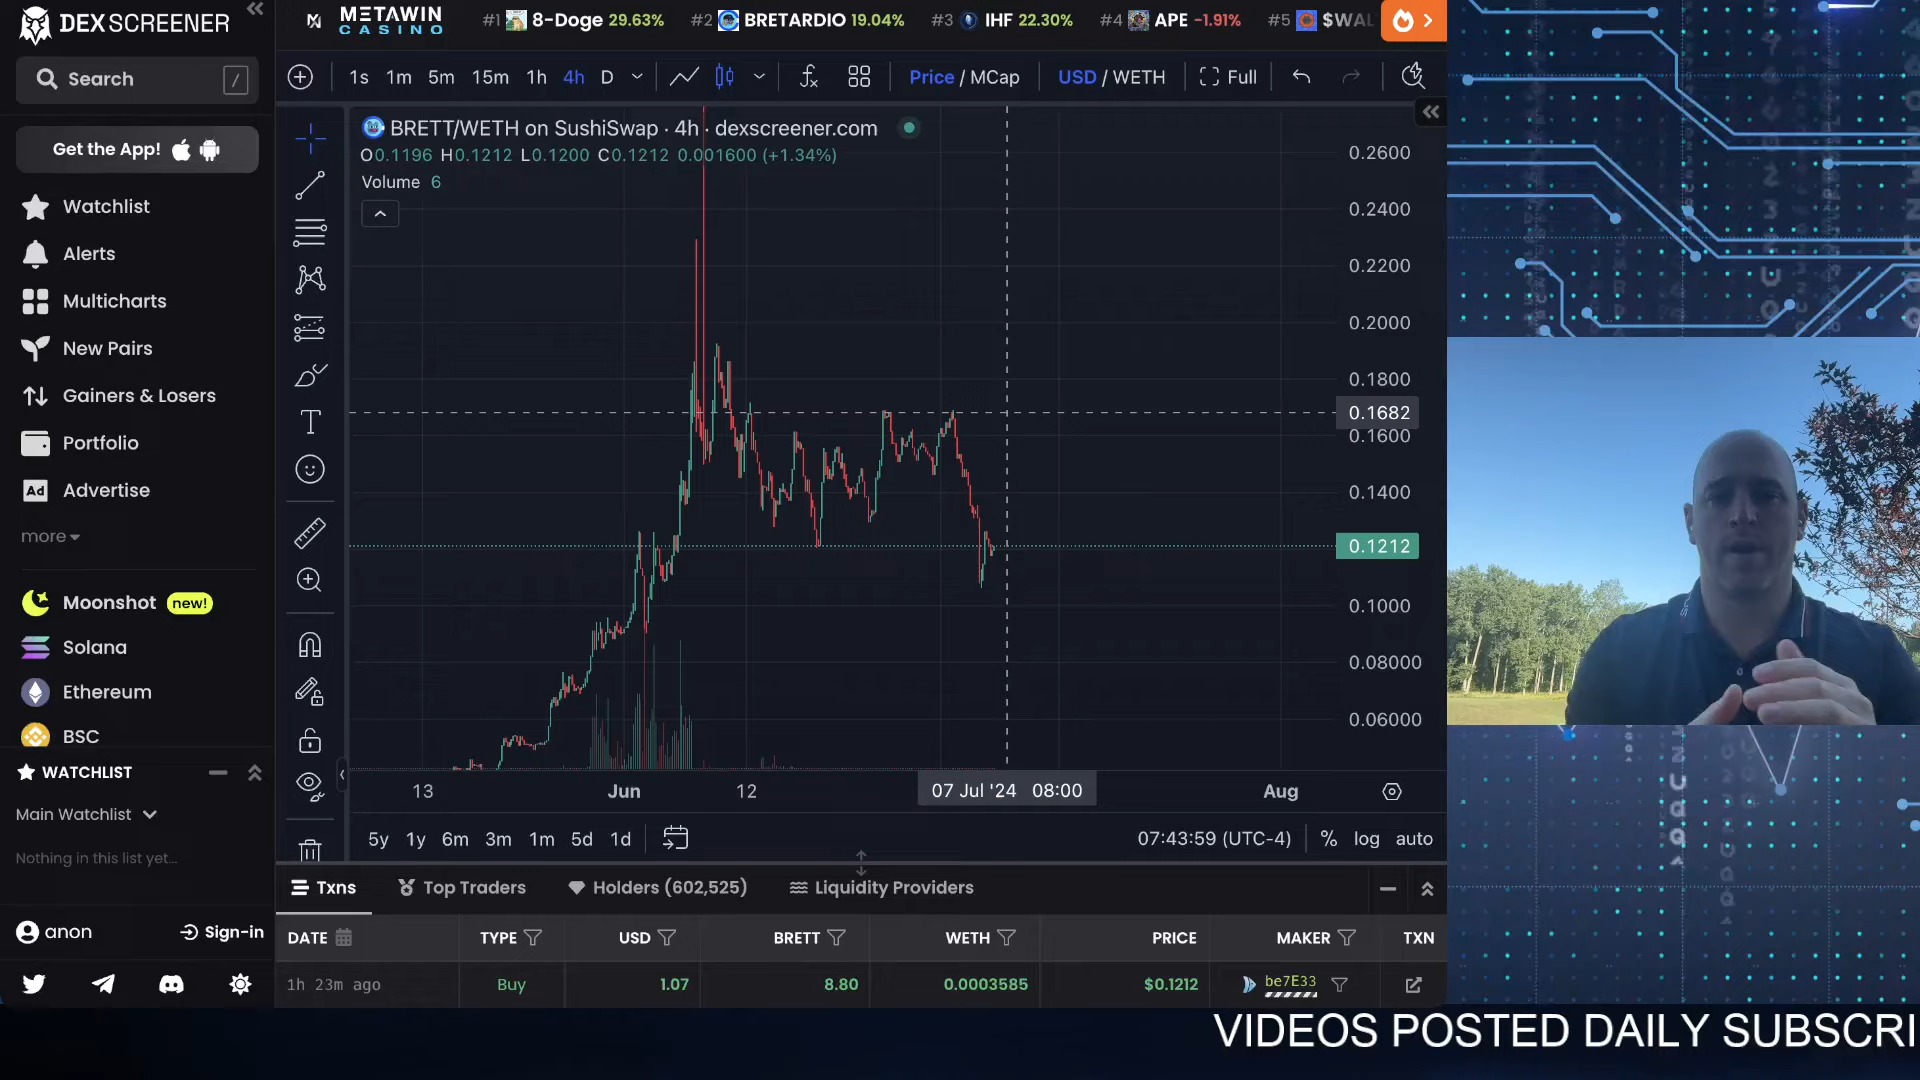 DEX SCREENER
Search /
Get the App!
Watchlist
Alerts
Multicharts
New Pairs
Gainers & Losers
Portfolio
Ad Advertise
more
Moonshot new!
Solana
Ethereum
BSC
WATCHLIST
Main Watchlist
Nothing in this list yet...
anon Sign-in
METAWIN
CASINO
#1 8-Doge 29.63% #2 BRETARDIO 19.04% #3 IHF 22.30% #4 APE -1.91% #5 $WAL
1s 1m 5m 15m 1h 4h D Price / MCap USD / WETH Full
BRETT/WETH on SushiSwap · 4h · dexscreener.com
O0.1196 H0.1212 L0.1200 C0.1212 0.001600 (+1.34%)
Volume 6
0.2600
0.2400
0.2200
0.2000
0.1800
0.1682
0.1600
0.1400
0.1212
0.1000
0.08000
0.06000
13 Jun 12 07 Jul '24 08:00 Aug
5y 1y 6m 3m 1m 5d 1d 07:43:59 (UTC-4) % log auto
Txns Top Traders Holders (602,525) Liquidity Providers
DATE TYPE USD BRETT WETH PRICE MAKER TXN
1h 23m ago Buy 1.07 8.80 0.0003585 $0.1212 be7E33
VIDEOS POSTED DAILY SUBSCRI